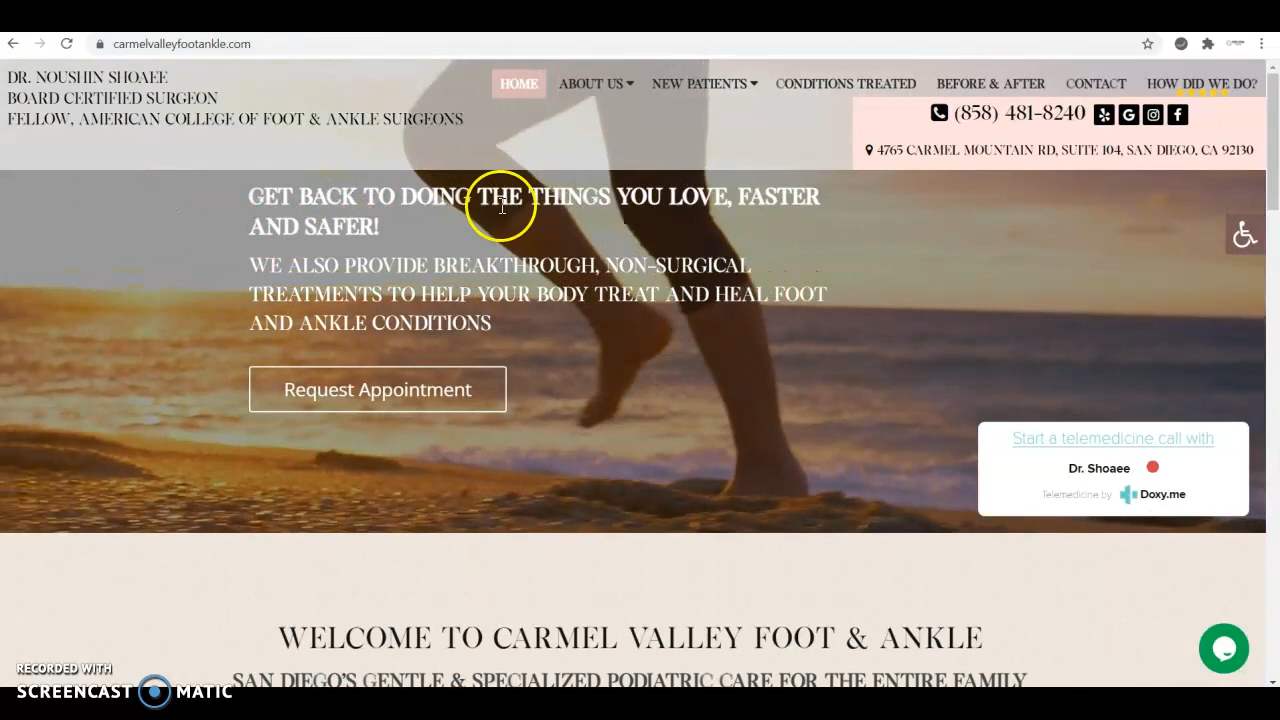 carmelvalleyfootankle.com
DR. NOUSHIN SHOAEE
BOARD CERTIFIED SURGEON
FELLOW, AMERICAN COLLEGE OF FOOT & ANKLE SURGEONS
HOME ABOUT US NEW PATIENTS CONDITIONS TREATED BEFORE & AFTER CONTACT HOW DID WE DO?
(858) 481-8240
4765 CARMEL MOUNTAIN RD, SUITE 104, SAN DIEGO, CA 92130
GET BACK TO DOING THE THINGS YOU LOVE, FASTER
AND SAFER!
WE ALSO PROVIDE BREAKTHROUGH, NON-SURGICAL
TREATMENTS TO HELP YOUR BODY TREAT AND HEAL FOOT
AND ANKLE CONDITIONS
Request Appointment
Start a telemedicine call with
Dr. Shoaee
Telemedicine by Doxy.me
WELCOME TO CARMEL VALLEY FOOT & ANKLE
SAN DIEGO'S GENTLE & SPECIALIZED PODIATRIC CARE FOR THE ENTIRE FAMILY
RECORDED WITH
SCREENCAST MATIC